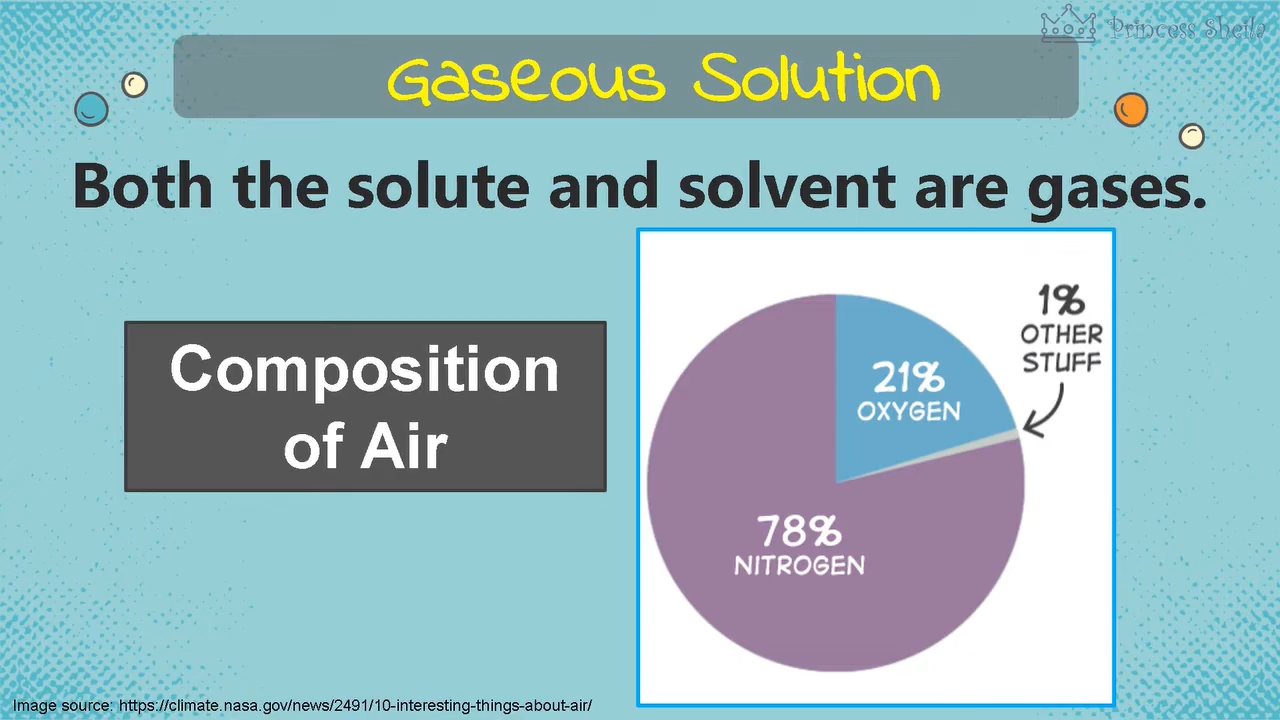 Princess Sheila
Gaseous Solution
Both the solute and solvent are gases.
Composition
of Air
1%
OTHER
STUFF
21%
OXYGEN
78%
NITROGEN
Image source: https://climate.nasa.gov/news/2491/10-interesting-things-about-air/